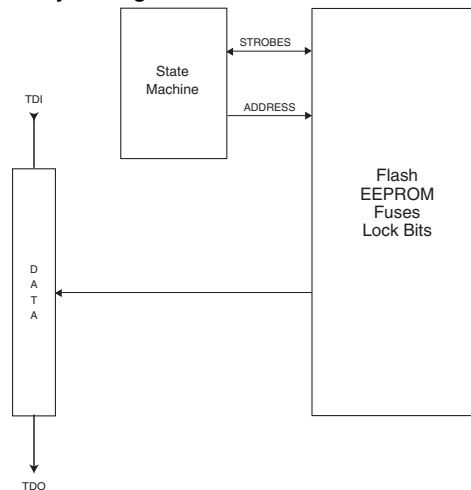 STROBES
State
Machine
ADDRESS
TDI
Flash
EEPROM
Fuses
Lock Bits
D
A
T
A
TDO